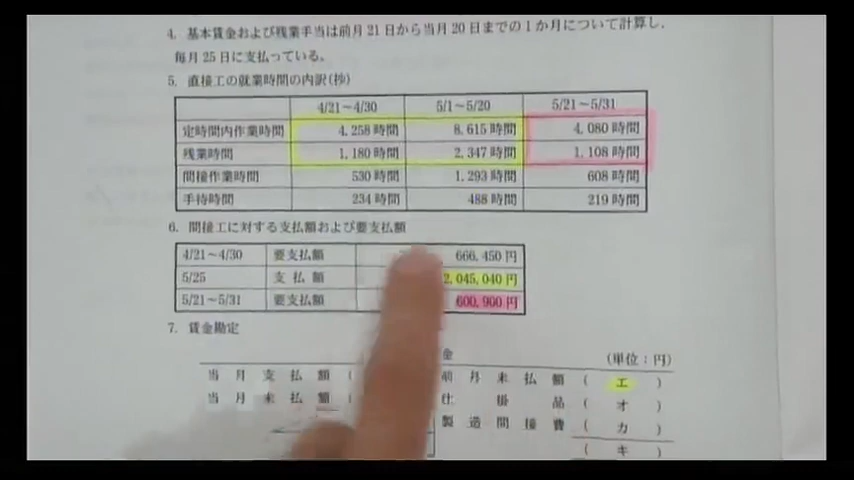 4. 基本賃金および残業手当は前月21日から当月20日までの1か月について計算し、
毎月25日に支払っている。
5. 直接工の就業時間の内訳(抄)
4/21～4/30 5/1～5/20 5/21～5/31
定時間内作業時間 4,258時間 8,615時間 4,080時間
残業時間 1,180時間 2,347時間 1,108時間
間接作業時間 530時間 1,293時間 608時間
手待時間 234時間 488時間 219時間
6. 間接工に対する支払額および要支払額
4/21～4/30 要支払額 666,450円
5/25 支払額 2,045,040円
5/21～5/31 要支払額 600,900円
7. 賃金勘定
金 (単位：円)
当月支払額 ( 前月未払額 ( エ )
当月未払額 ( 仕掛品 ( オ )
製造間接費 ( カ )
( キ )